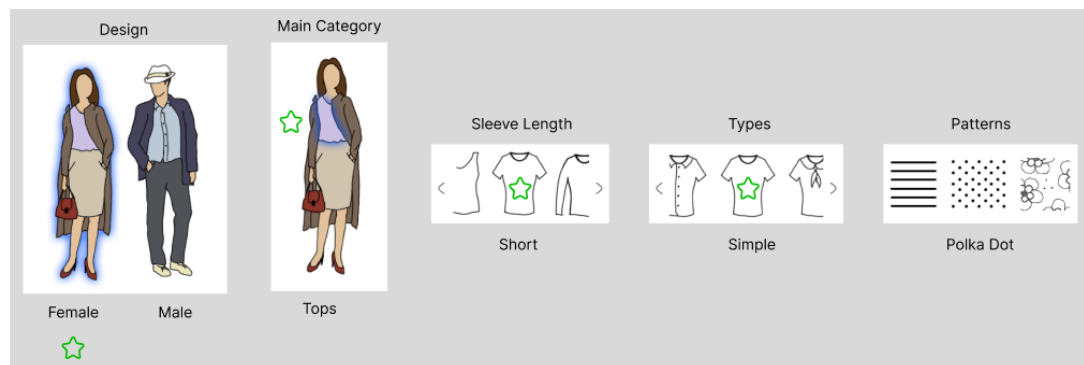 Design
Main Category
Sleeve Length
Types
Patterns
Short
Simple
Polka Dot
Female
Male
Tops